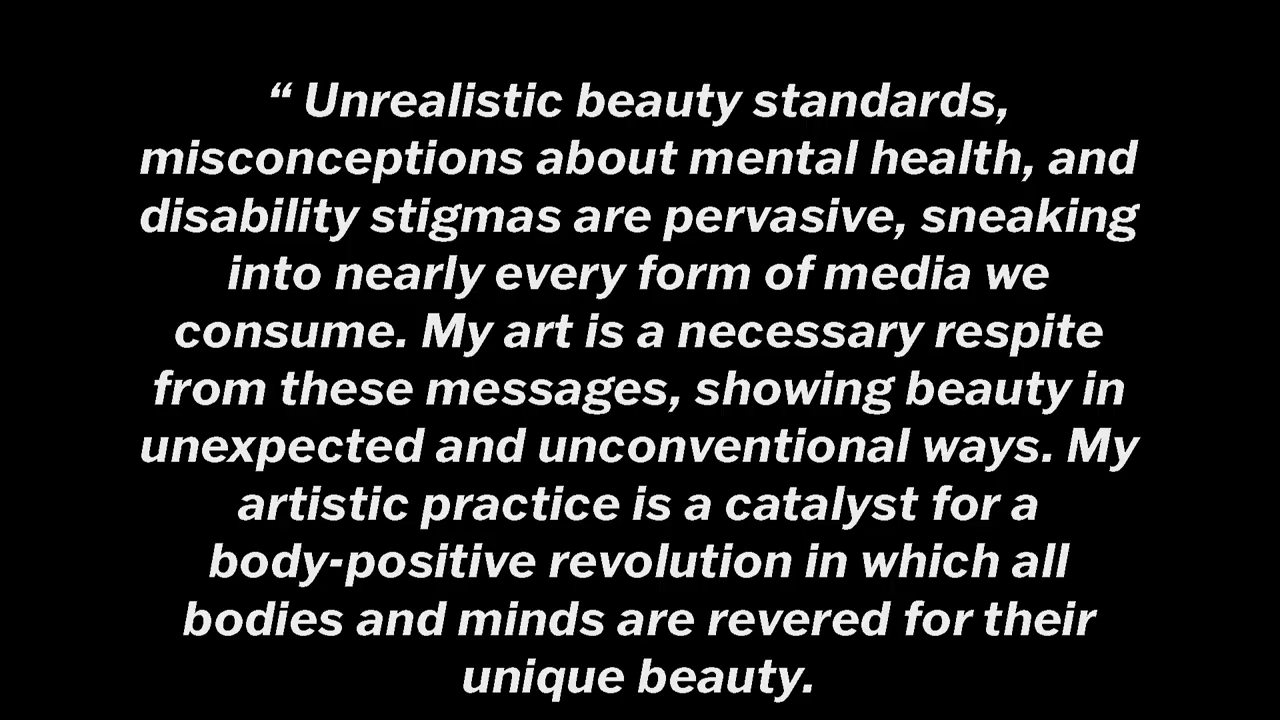 “ Unrealistic beauty standards,
misconceptions about mental health, and
disability stigmas are pervasive, sneaking
into nearly every form of media we
consume. My art is a necessary respite
from these messages, showing beauty in
unexpected and unconventional ways. My
artistic practice is a catalyst for a
body-positive revolution in which all
bodies and minds are revered for their
unique beauty.